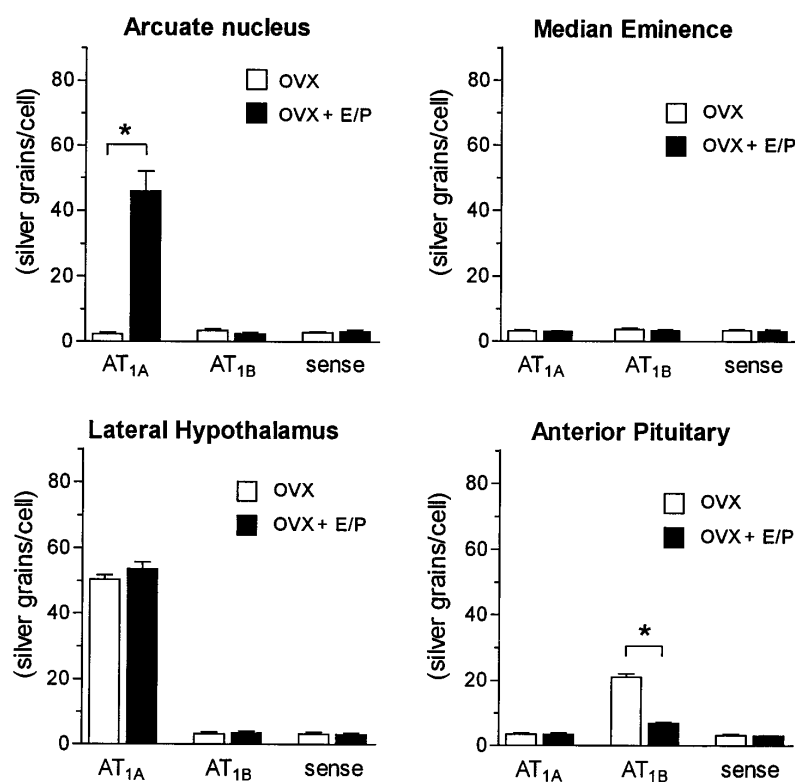 Arcuate nucleus
(silver grains/cell)
80
60
40
20
0
OVX
OVX + E/P
*
AT1A AT1B sense
Median Eminence
(silver grains/cell)
80
60
40
20
0
OVX
OVX + E/P
AT1A AT1B sense
Lateral Hypothalamus
(silver grains/cell)
80
60
40
20
0
OVX
OVX + E/P
AT1A AT1B sense
Anterior Pituitary
(silver grains/cell)
80
60
40
20
0
OVX
OVX + E/P
*
AT1A AT1B sense